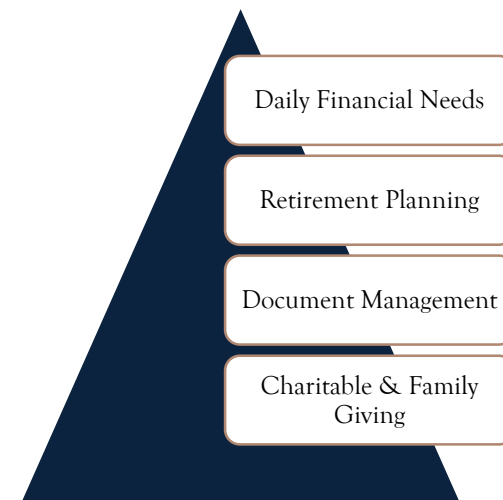 Daily Financial Needs
Retirement Planning
Document Management
Charitable & Family
Giving